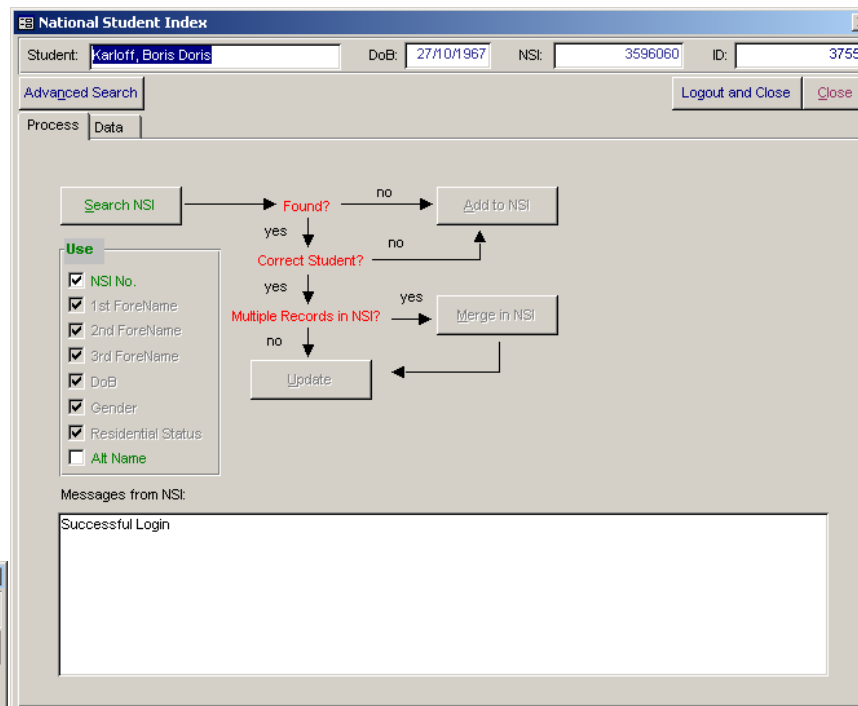 National Student Index
Student: Karloff, Boris Doris DoB: 27/10/1967 NSI: 3596060 ID: 3755
Advanced Search Logout and Close Close
Process Data
Search NSI Found? no Add to NSI
yes
Use Correct Student? no
NSI No. yes
1st ForeName Multiple Records in NSI? yes Merge in NSI
2nd ForeName no
3rd ForeName
DoB Update
Gender
Residential Status
Alt Name
Messages from NSI:
Successful Login